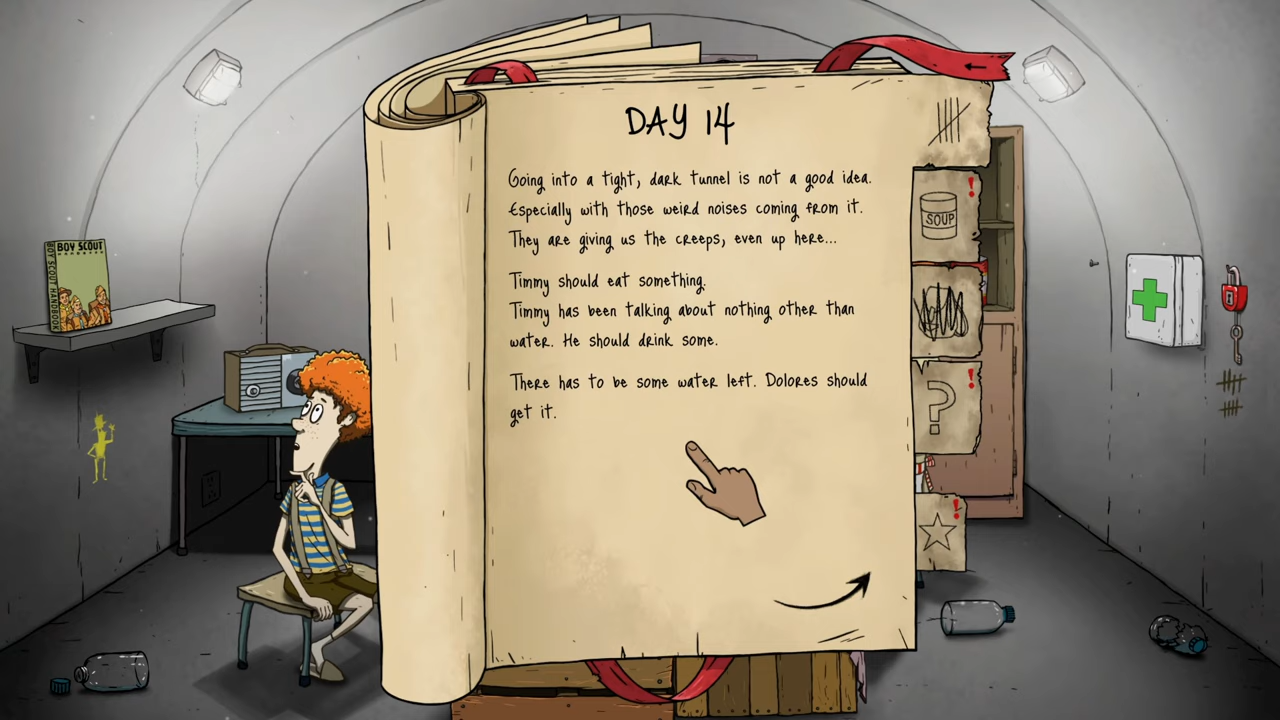 DAY 14
Going into a tight, dark tunnel is not a good idea.
Especially with those weird noises coming from it.
They are giving us the creeps, even up here...
Timmy should eat something.
Timmy has been talking about nothing other than
water. He should drink some.
There has to be some water left. Dolores should
get it.
!
SOUP
!
?
!
BOY SCOUT
HANDBOOK
BOY SCOUT HANDBOOK